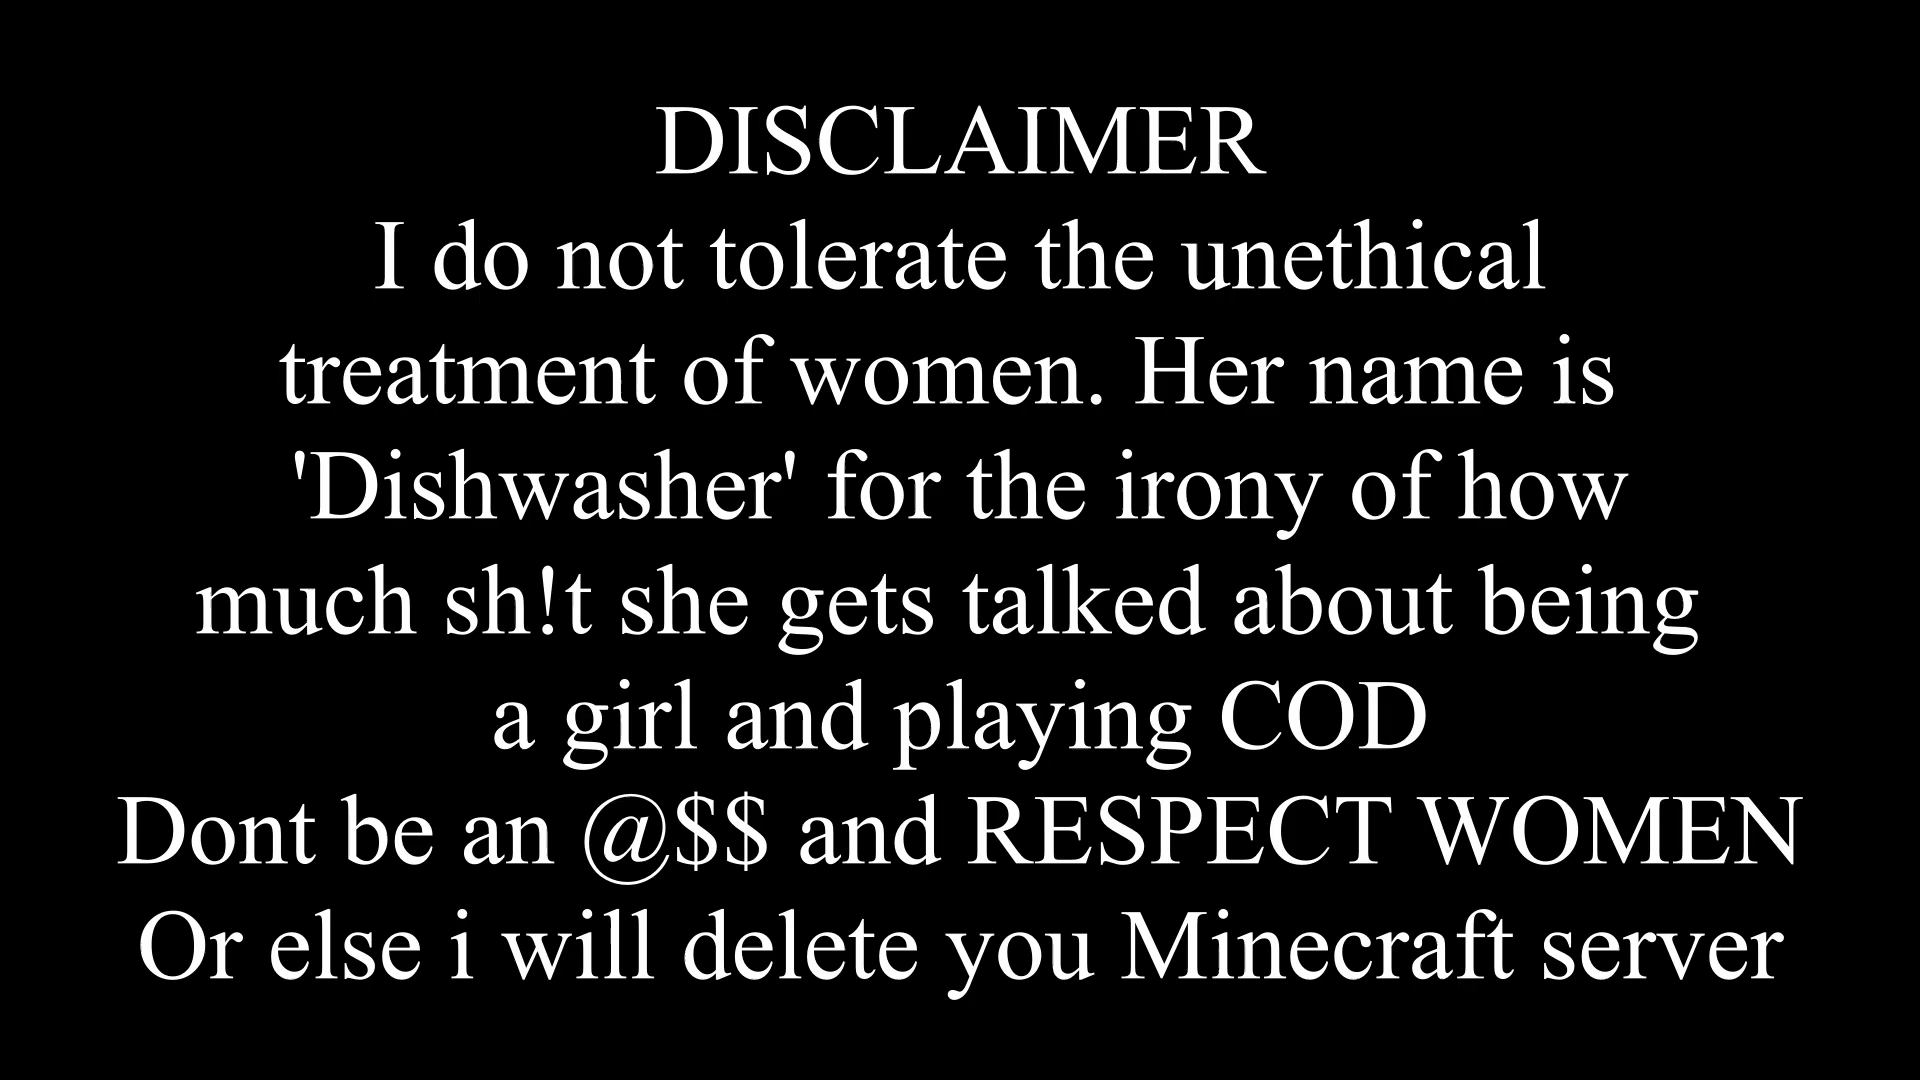 DISCLAIMER
I do not tolerate the unethical
treatment of women. Her name is
'Dishwasher' for the irony of how
much sh!t she gets talked about being
a girl and playing COD
Dont be an @$$ and RESPECT WOMEN
Or else i will delete you Minecraft server